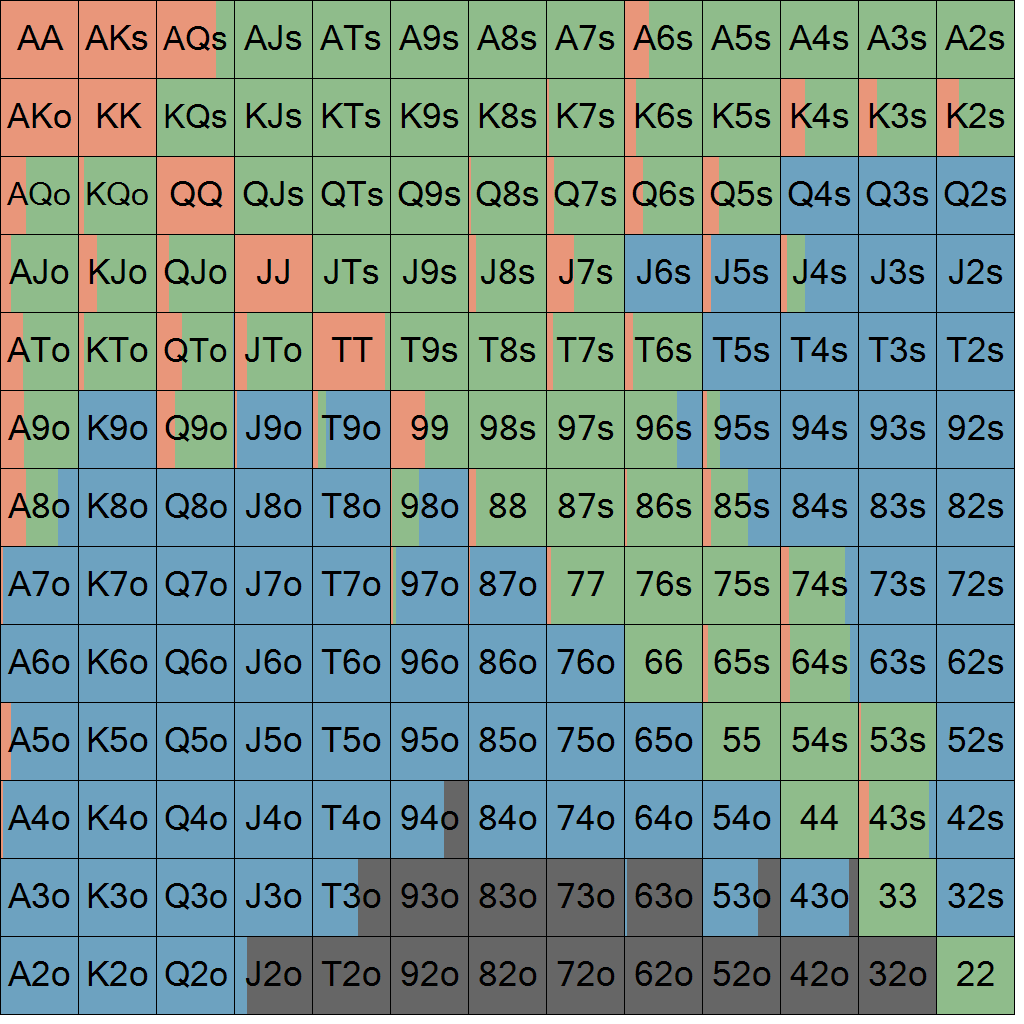 AA AKs AQs AJs ATs A9s A8s A7s A6s A5s A4s A3s A2s
AKo KK KQs KJs KTs K9s K8s K7s K6s K5s K4s K3s K2s
AQo KQo QQ QJs QTs Q9s Q8s Q7s Q6s Q5s Q4s Q3s Q2s
AJo KJo QJo JJ JTs J9s J8s J7s J6s J5s J4s J3s J2s
ATo KTo QTo JTo TT T9s T8s T7s T6s T5s T4s T3s T2s
A9o K9o Q9o J9o T9o 99 98s 97s 96s 95s 94s 93s 92s
A8o K8o Q8o J8o T8o 98o 88 87s 86s 85s 84s 83s 82s
A7o K7o Q7o J7o T7o 97o 87o 77 76s 75s 74s 73s 72s
A6o K6o Q6o J6o T6o 96o 86o 76o 66 65s 64s 63s 62s
A5o K5o Q5o J5o T5o 95o 85o 75o 65o 55 54s 53s 52s
A4o K4o Q4o J4o T4o 94o 84o 74o 64o 54o 44 43s 42s
A3o K3o Q3o J3o T3o 93o 83o 73o 63o 53o 43o 33 32s
A2o K2o Q2o J2o T2o 92o 82o 72o 62o 52o 42o 32o 22